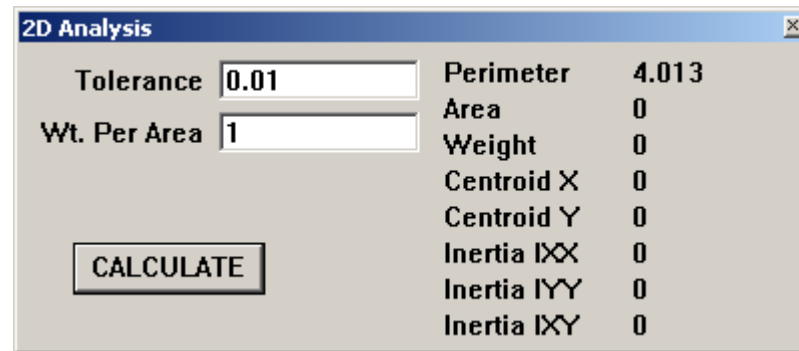 2D Analysis
Tolerance 0.01
Wt. Per Area 1
CALCULATE
Perimeter 4.013
Area 0
Weight 0
Centroid X 0
Centroid Y 0
Inertia IXX 0
Inertia IYY 0
Inertia IXY 0